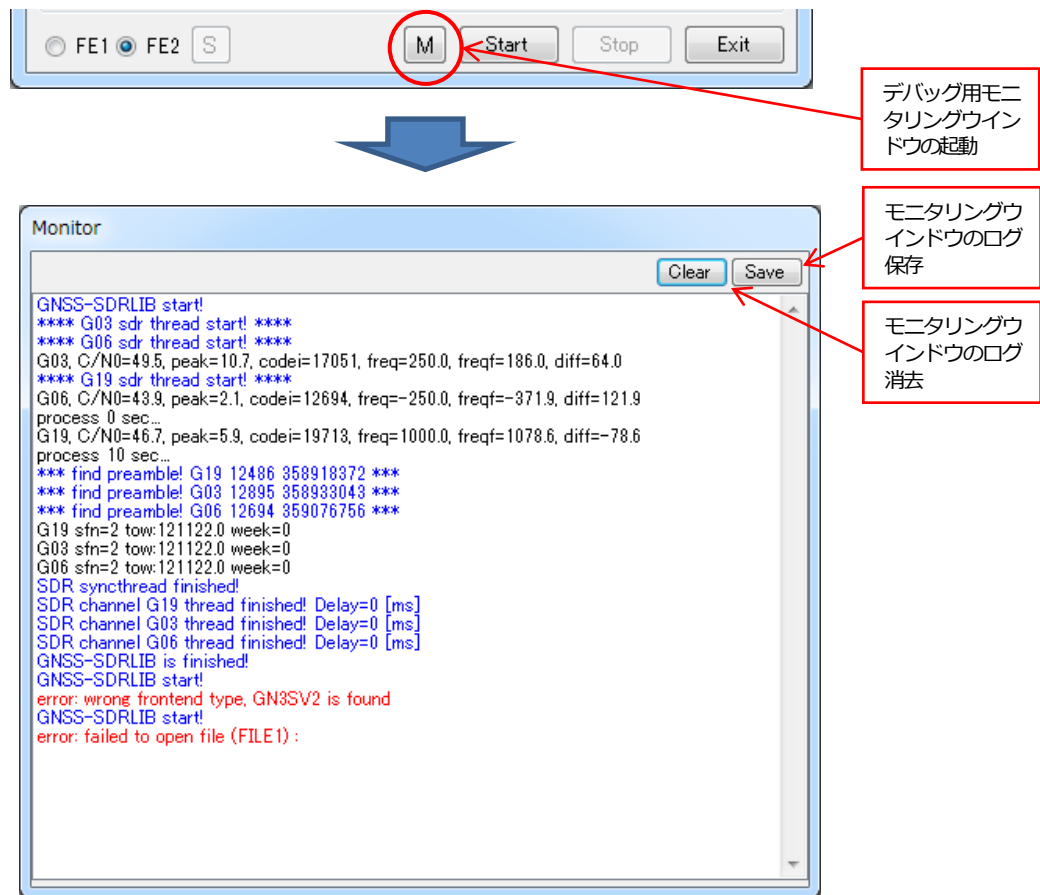 FE1 FE2 S M Start Stop Exit
デバッグ用モニ
タリングウイン
ドウの起動
Monitor
Clear Save
モニタリングウ
インドウのログ
保存
モニタリングウ
インドウのログ
消去
GNSS-SDRLIB start!
**** G03 sdr thread start! ****
**** G06 sdr thread start! ****
G03, C/N0=49.5, peak=10.7, codei=17051, freq=250.0, freqf=186.0, diff=64.0
**** G19 sdr thread start! ****
G06, C/N0=43.9, peak=2.1, codei=12694, freq=-250.0, freqf=-371.9, diff=121.9
process 0 sec...
G19, C/N0=46.7, peak=5.9, codei=19713, freq=1000.0, freqf=1078.6, diff=-78.6
process 10 sec...
*** find preamble! G19 12486 358918372 ***
*** find preamble! G03 12895 358933043 ***
*** find preamble! G06 12694 359076756 ***
G19 sfn=2 tow:121122.0 week=0
G03 sfn=2 tow:121122.0 week=0
G06 sfn=2 tow:121122.0 week=0
SDR syncthread finished!
SDR channel G19 thread finished! Delay=0 [ms]
SDR channel G03 thread finished! Delay=0 [ms]
SDR channel G06 thread finished! Delay=0 [ms]
GNSS-SDRLIB is finished!
GNSS-SDRLIB start!
error: wrong frontend type, GN3SV2 is found
GNSS-SDRLIB start!
error: failed to open file (FILE1) :